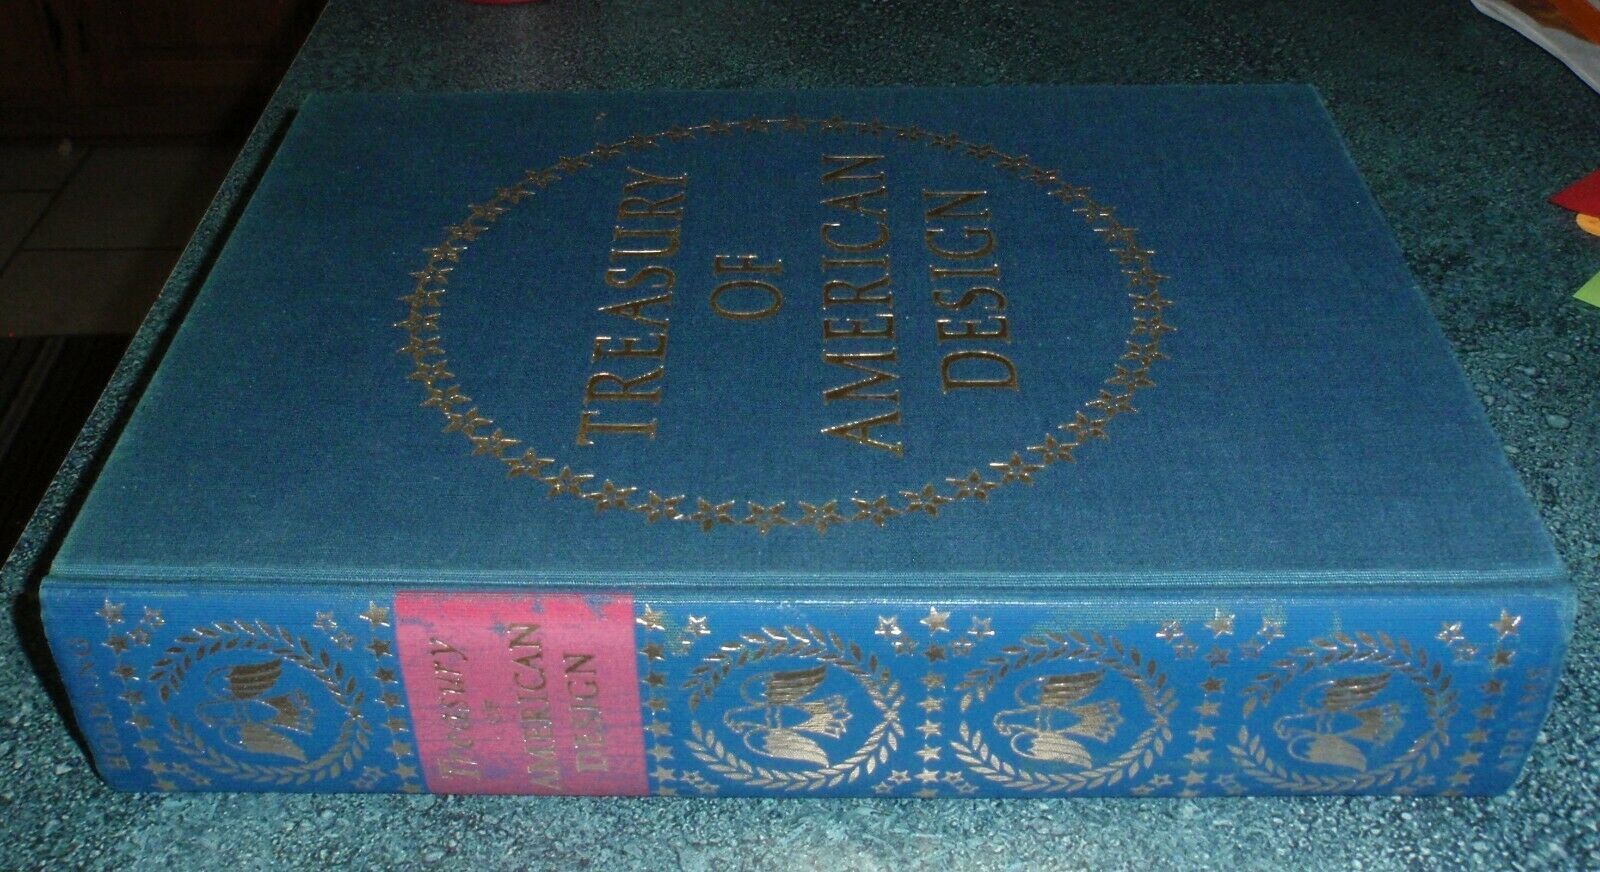 TREASURY
OF
AMERICAN
DESIGN
HORNUNG
Treasury
OF
AMERICAN
DESIGN
ABRAMS